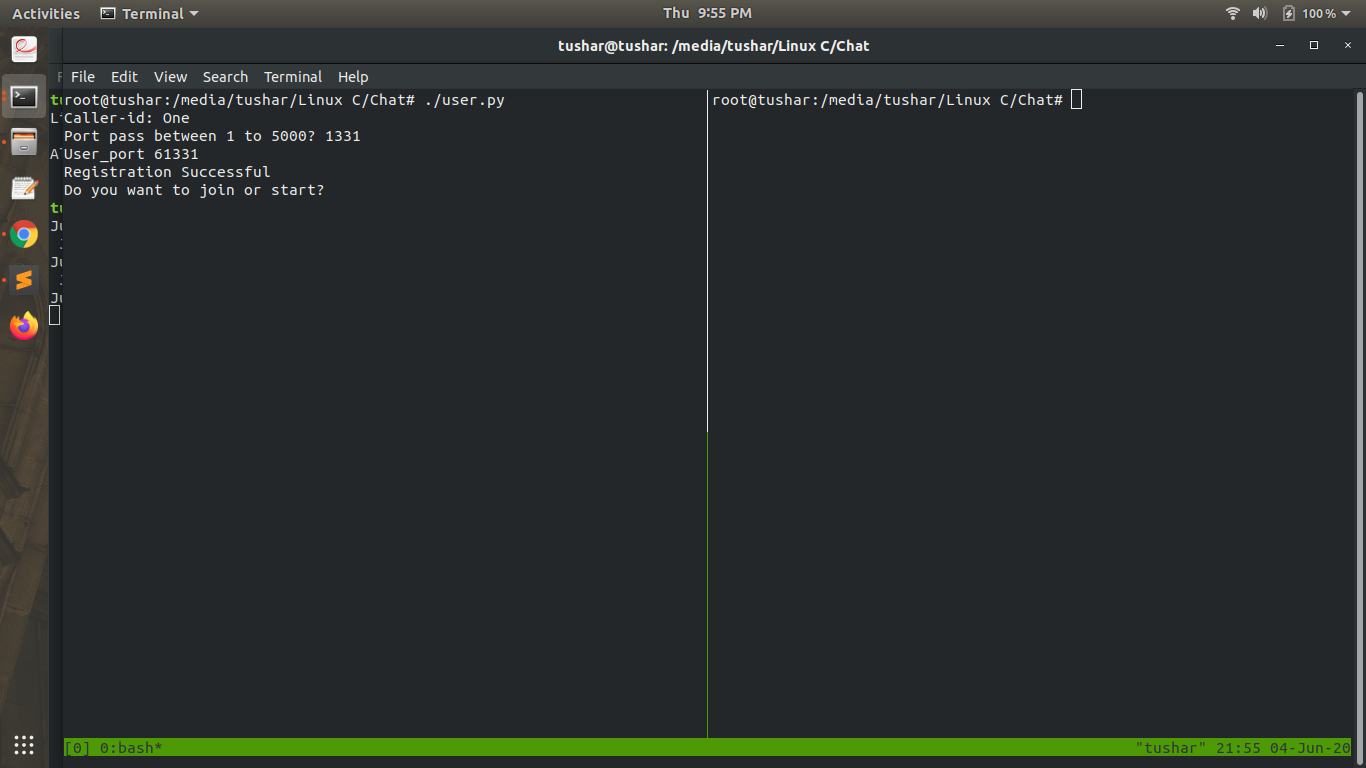 Activities Terminal Thu 9:55 PM 100%
tushar@tushar: /media/tushar/Linux C/Chat
File Edit View Search Terminal Help
root@tushar:/media/tushar/Linux C/Chat# ./user.py
Caller-id: One
Port pass between 1 to 5000? 1331
User_port 61331
Registration Successful
Do you want to join or start?
root@tushar:/media/tushar/Linux C/Chat#
[0] 0:bash* "tushar" 21:55 04-Jun-20